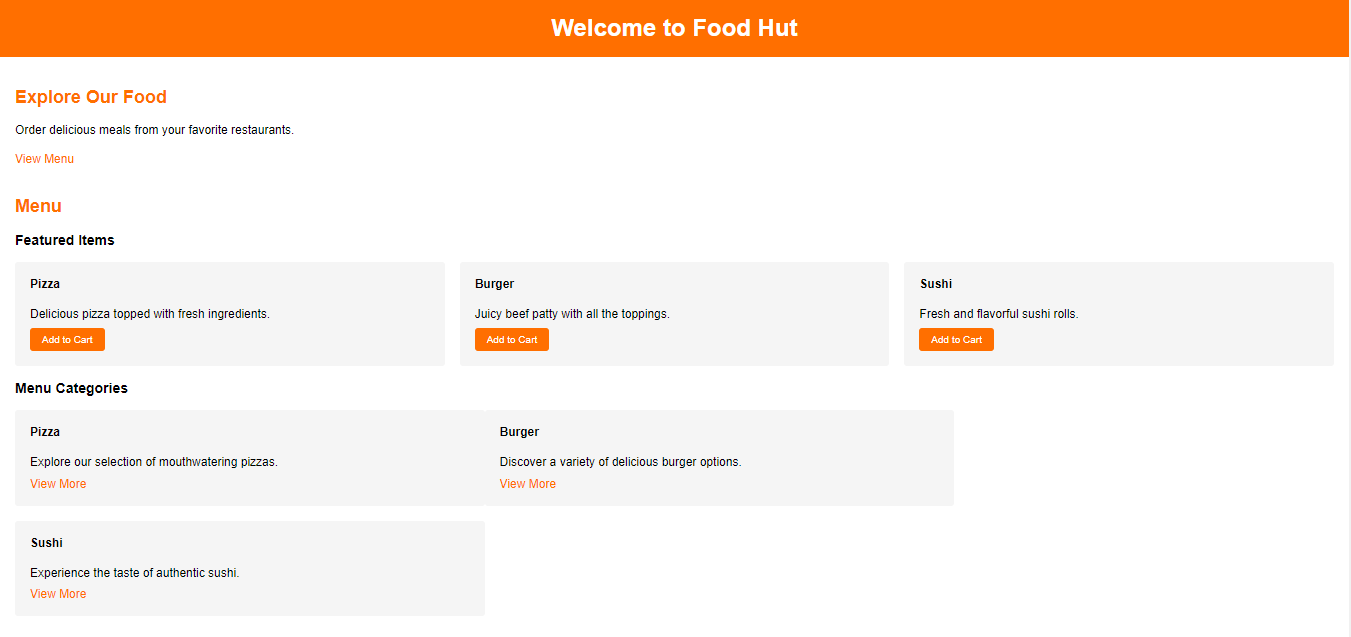 Welcome to Food Hut
Explore Our Food
Order delicious meals from your favorite restaurants.
View Menu
Menu
Featured Items
Pizza
Delicious pizza topped with fresh ingredients.
Add to Cart
Burger
Juicy beef patty with all the toppings.
Add to Cart
Sushi
Fresh and flavorful sushi rolls.
Add to Cart
Menu Categories
Pizza
Explore our selection of mouthwatering pizzas.
View More
Burger
Discover a variety of delicious burger options.
View More
Sushi
Experience the taste of authentic sushi.
View More